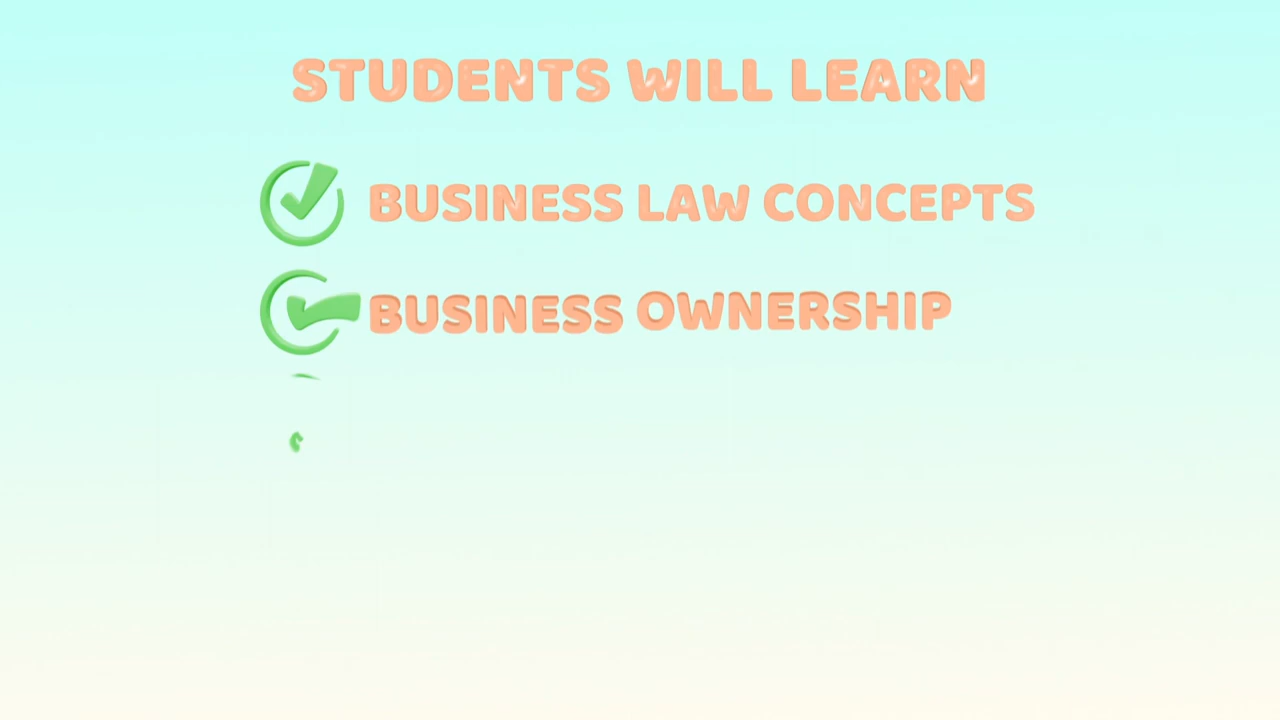 STUDENTS WILL LEARN
BUSINESS LAW CONCEPTS
BUSINESS OWNERSHIP